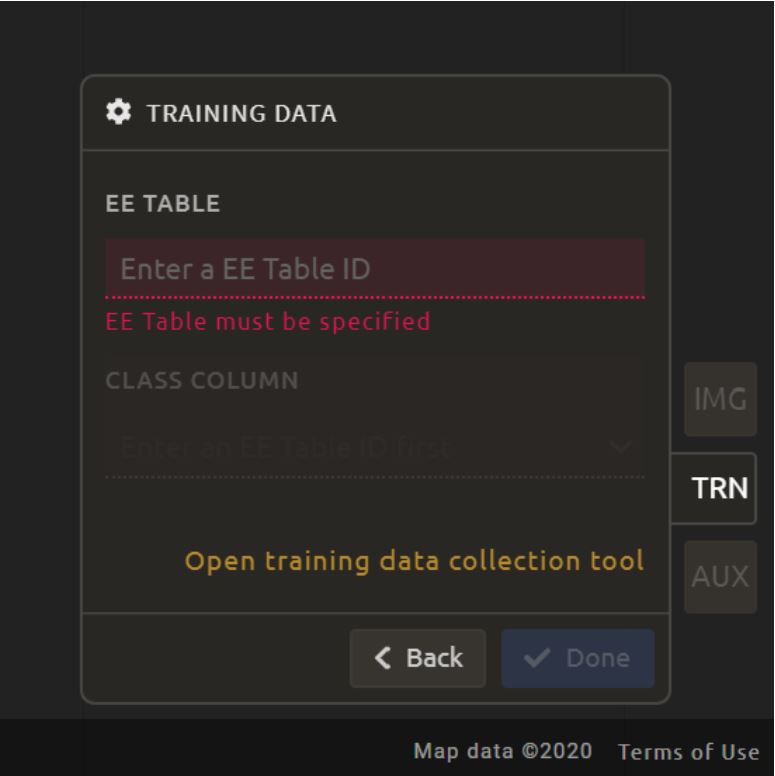 TRAINING DATA
EE TABLE
Enter a EE Table ID
EE Table must be specified
CLASS COLUMN
Enter an EE Table ID first
IMG
TRN
Open training data collection tool
AUX
Back
Done
Map data ©2020 Terms of Use